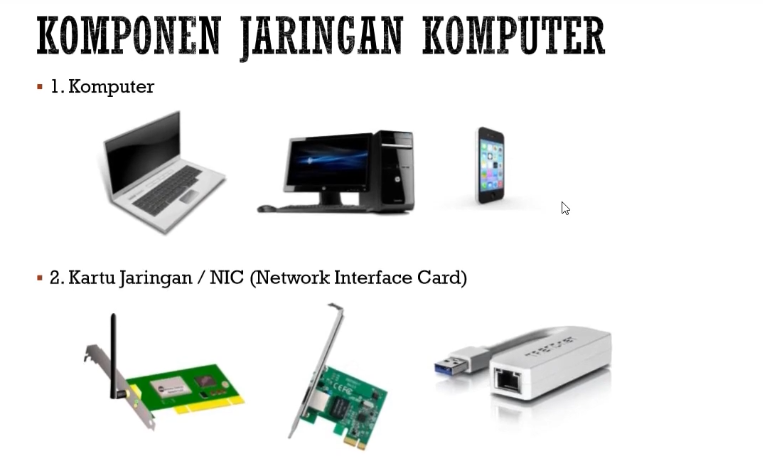 KOMPONEN JARINGAN KOMPUTER
1. Komputer
2. Kartu Jaringan / NIC (Network Interface Card)